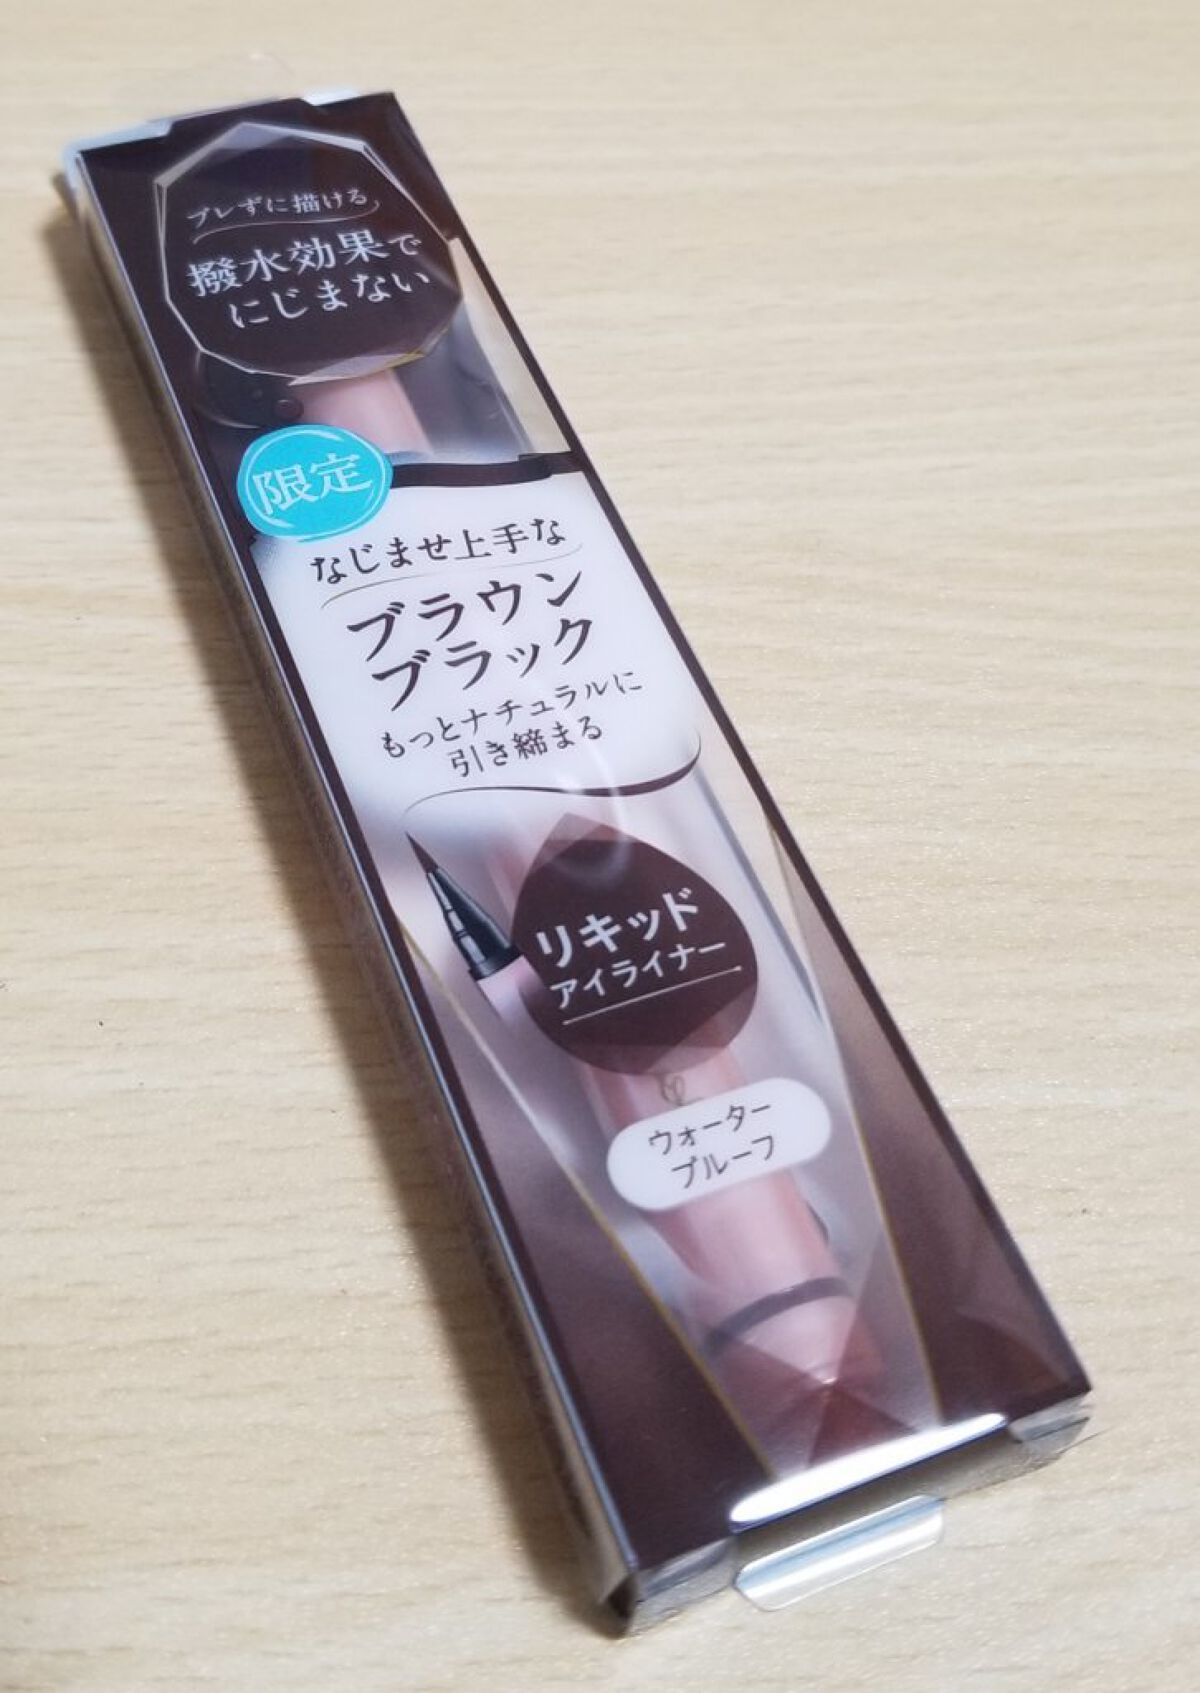 ブレずに描ける
撥水効果で
にじまない
限定
なじませ上手な
ブラウン
ブラック
もっとナチュラルに
引き締まる
リキッド
アイライナー
ウォーター
プルーフ